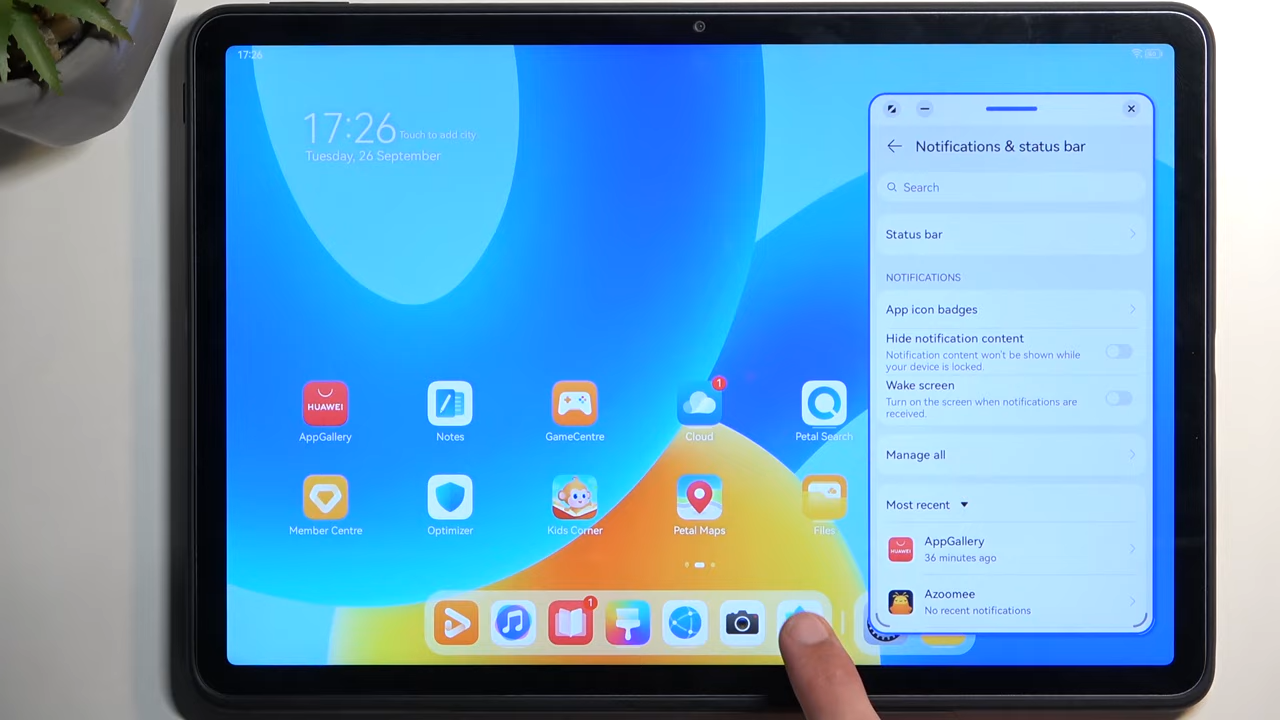 17:26
17:26 Touch to add city
Tuesday, 26 September
HUAWEI
AppGallery
Notes
GameCentre
1
Cloud
Petal Search
Member Centre
Optimizer
Kids Corner
Petal Maps
Files
1
Notifications & status bar
Search
Status bar
NOTIFICATIONS
App icon badges
Hide notification content
Notification content won't be shown while
your device is locked.
Wake screen
Turn on the screen when notifications are
received.
Manage all
Most recent
HUAWEI
AppGallery
36 minutes ago
Azoomee
No recent notifications